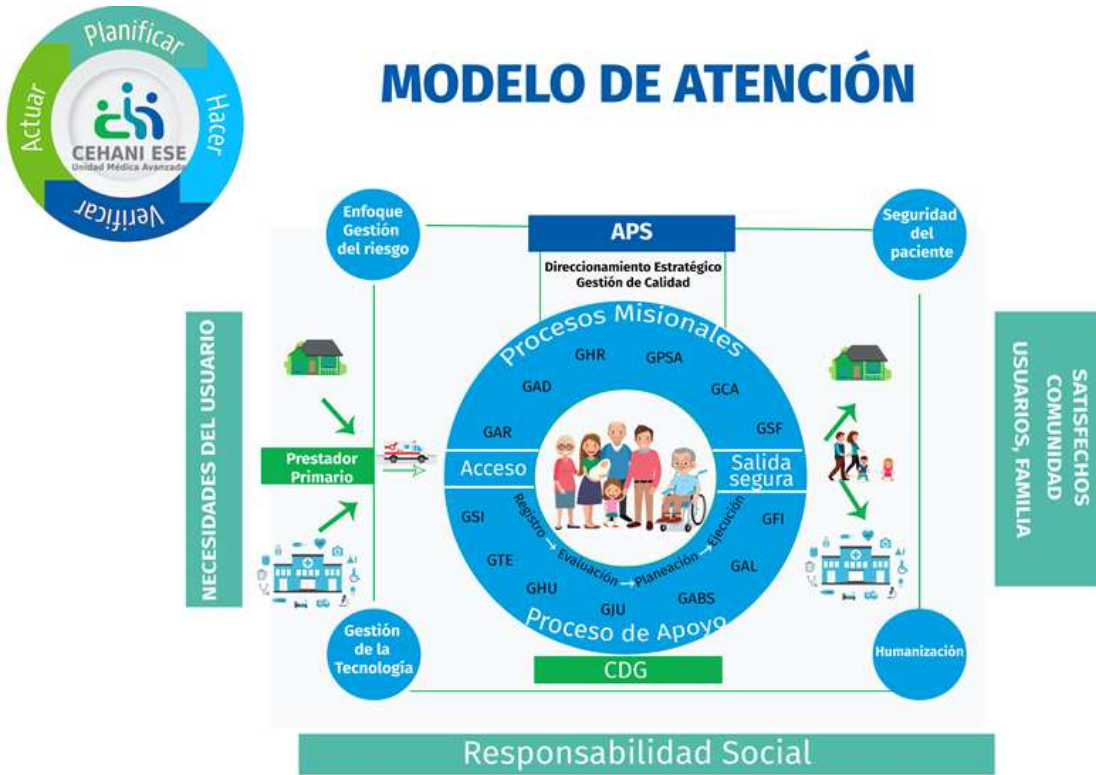 Planificar
Hacer
Verificar
Actuar
CEHANI ESE
Unidad Médica Avanzada
MODELO DE ATENCIÓN
Enfoque
Gestión
del riesgo
APS
Seguridad
del
paciente
Direccionamiento Estratégico
Gestión de Calidad
NECESIDADES DEL USUARIO
Procesos Misionales
GAR
GAD
GHR
GPSA
GCA
GSF
Prestador
Primario
Acceso
Salida
segura
Registro → Evaluación → Planeación → Ejecución
GSI
GTE
GHU
GJU
GABS
GAL
GFI
Proceso de Apoyo
SATISFECHOS
COMUNIDAD
USUARIOS, FAMILIA
Gestión
de la
Tecnología
CDG
Humanización
Responsabilidad Social